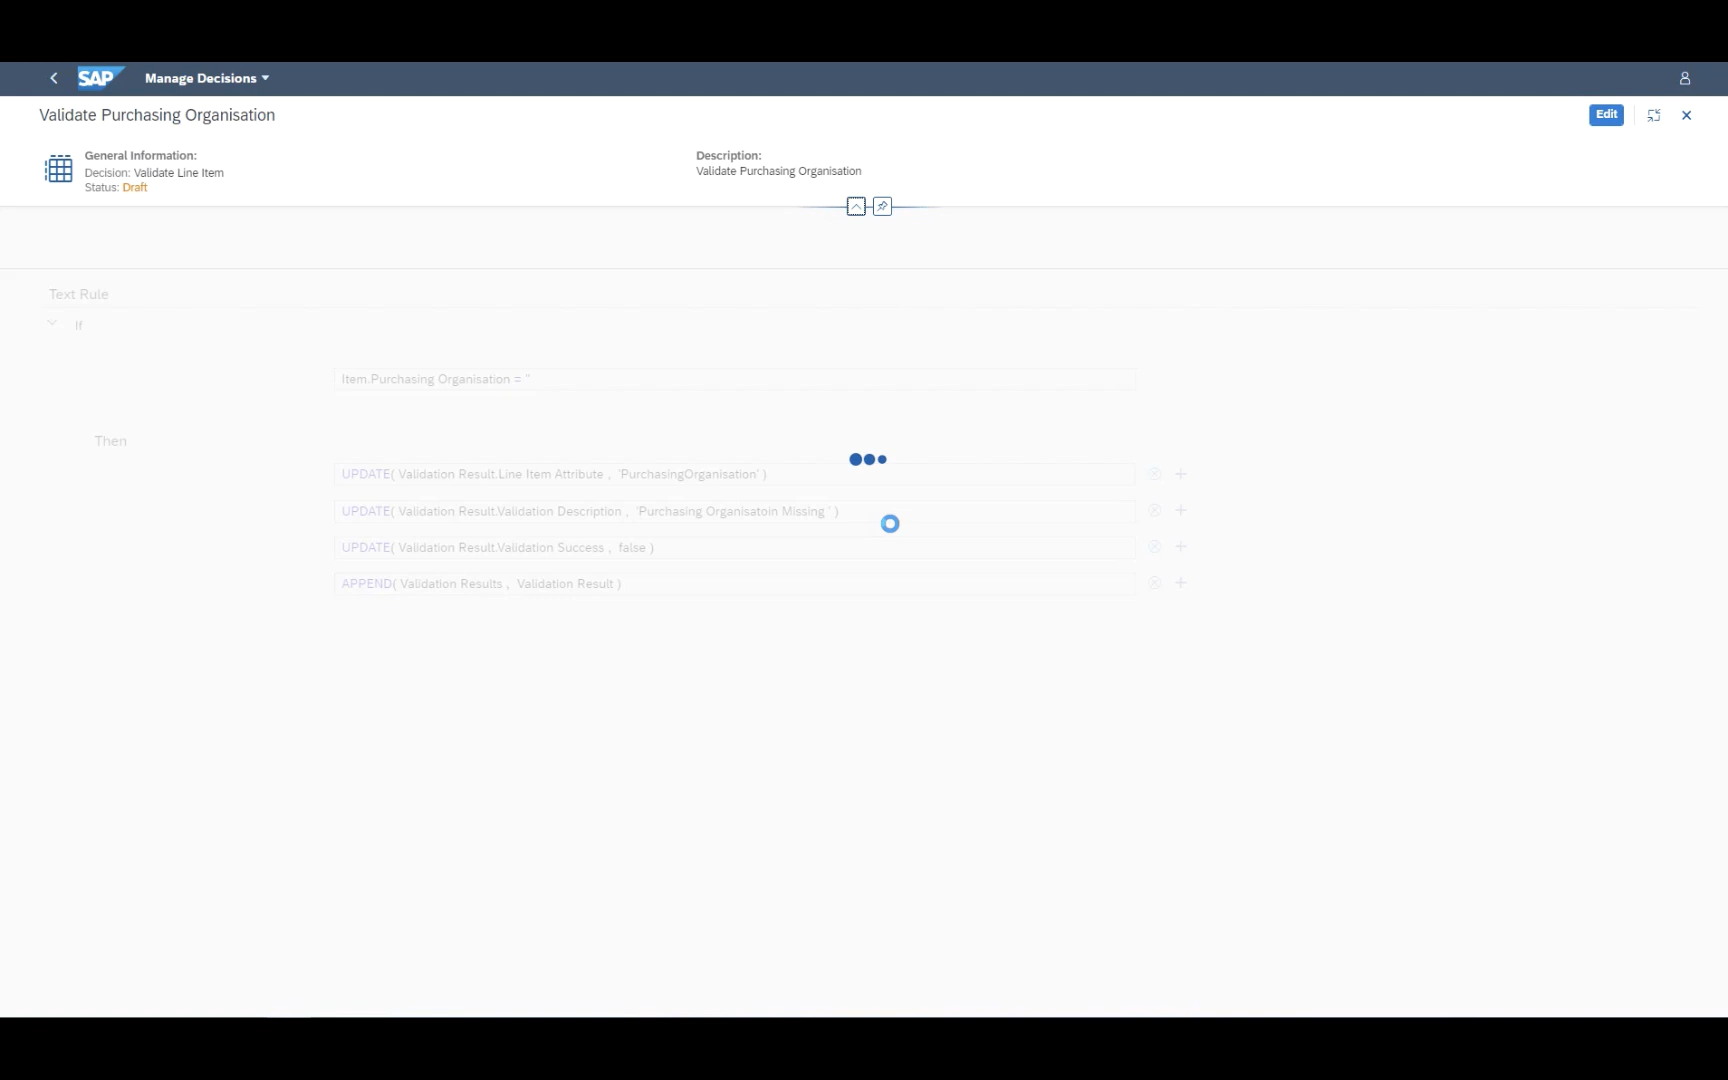 SAP Manage Decisions
Validate Purchasing Organisation
Edit
General Information:
Decision: Validate Line Item
Status: Draft
Description:
Validate Purchasing Organisation
Text Rule
If
Item.Purchasing Organisation = ''
Then
UPDATE( Validation Result.Line Item Attribute , 'PurchasingOrganisation' )
UPDATE( Validation Result.Validation Description , 'Purchasing Organisatoin Missing ' )
UPDATE( Validation Result.Validation Success , false )
APPEND( Validation Results , Validation Result )